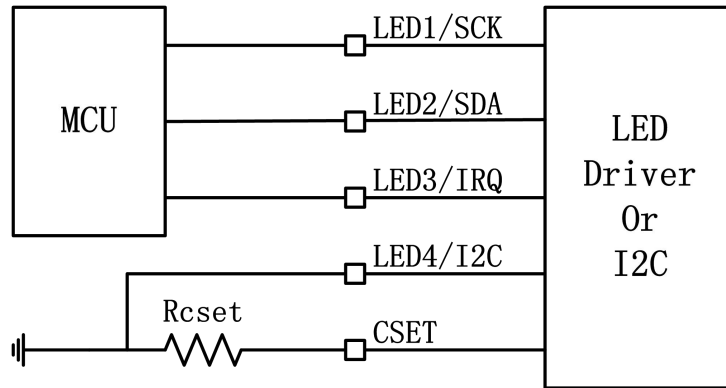 MCU
LED1/SCK
LED2/SDA
LED3/IRQ
LED4/I2C
Rcset
CSET
LED
Driver
Or
I2C